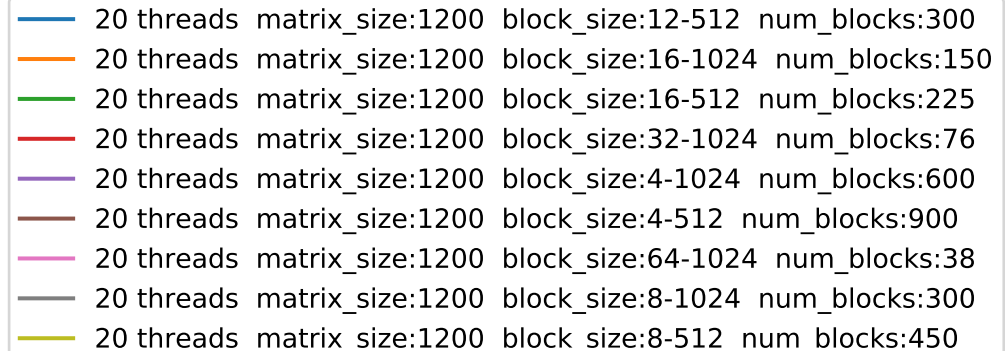 20 threads  matrix_size:1200  block_size:12-512  num_blocks:300
20 threads  matrix_size:1200  block_size:16-1024  num_blocks:150
20 threads  matrix_size:1200  block_size:16-512  num_blocks:225
20 threads  matrix_size:1200  block_size:32-1024  num_blocks:76
20 threads  matrix_size:1200  block_size:4-1024  num_blocks:600
20 threads  matrix_size:1200  block_size:4-512  num_blocks:900
20 threads  matrix_size:1200  block_size:64-1024  num_blocks:38
20 threads  matrix_size:1200  block_size:8-1024  num_blocks:300
20 threads  matrix_size:1200  block_size:8-512  num_blocks:450